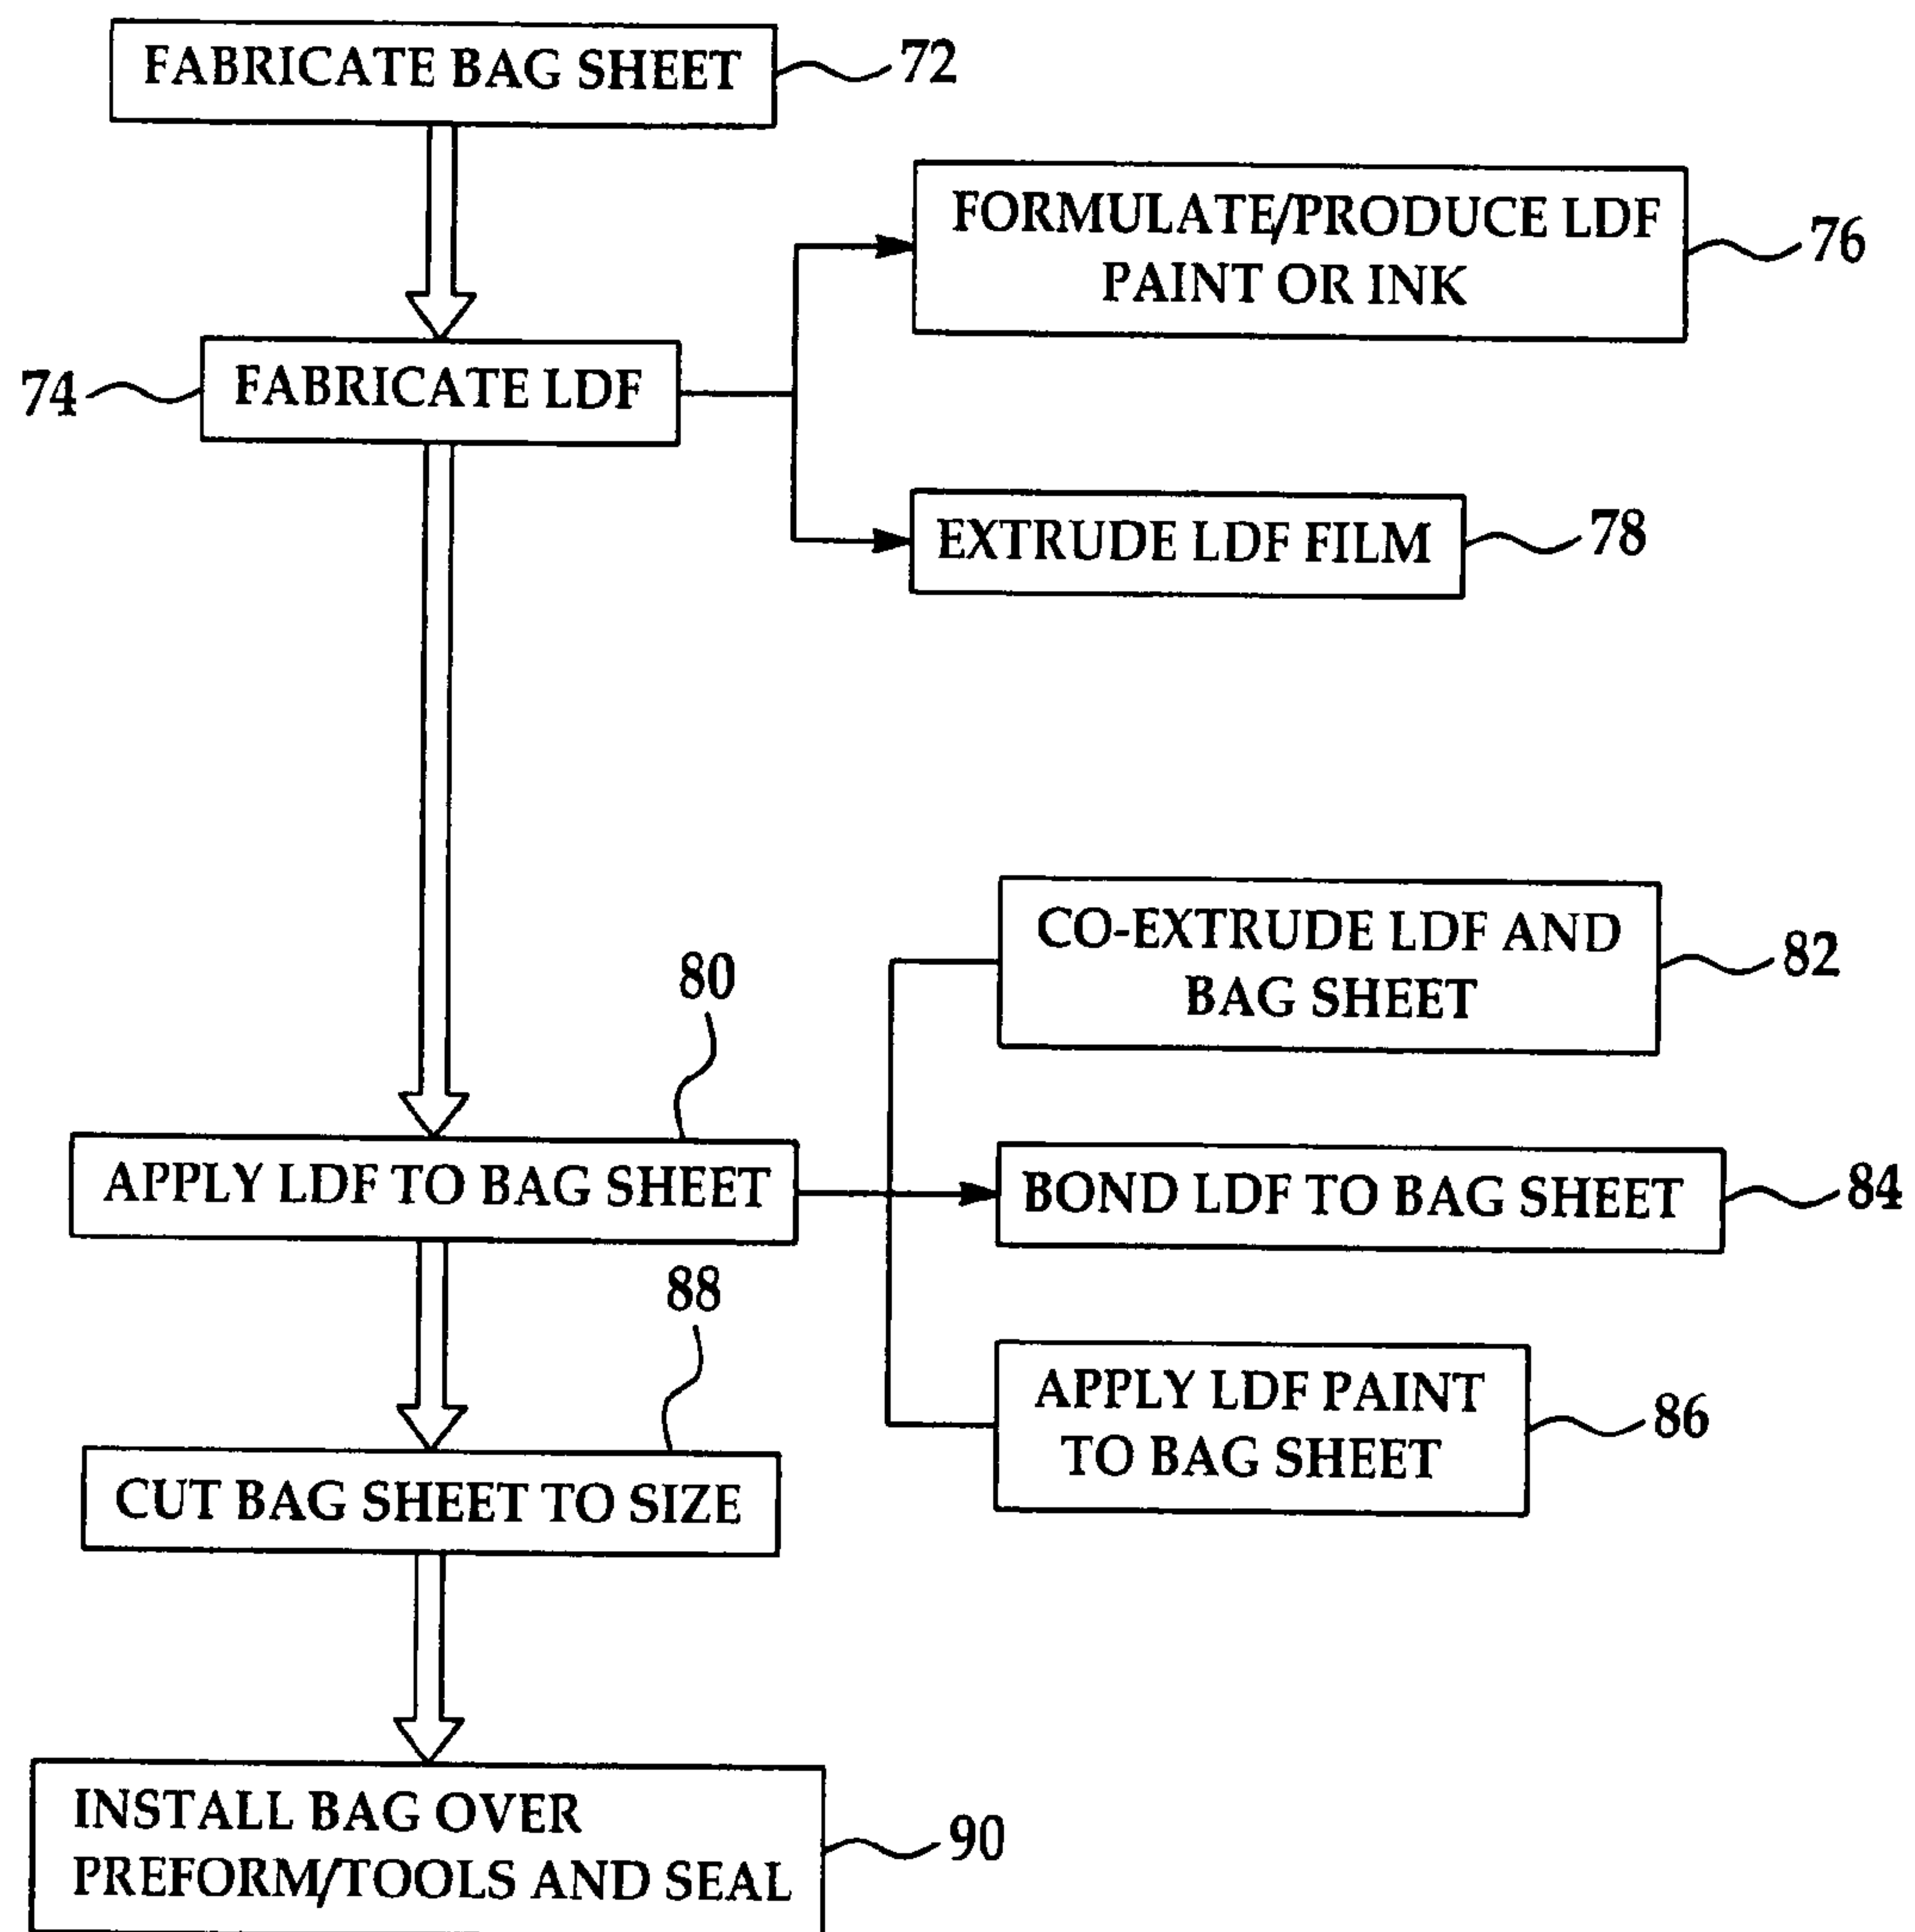 FABRICATE BAG SHEET
72
FORMULATE/PRODUCE LDF
PAINT OR INK
76
74
FABRICATE LDF
EXTRUDE LDF FILM
78
CO-EXTRUDE LDF AND
BAG SHEET
82
80
APPLY LDF TO BAG SHEET
BOND LDF TO BAG SHEET
84
88
APPLY LDF PAINT
TO BAG SHEET
86
CUT BAG SHEET TO SIZE
INSTALL BAG OVER
PREFORM/TOOLS AND SEAL
90